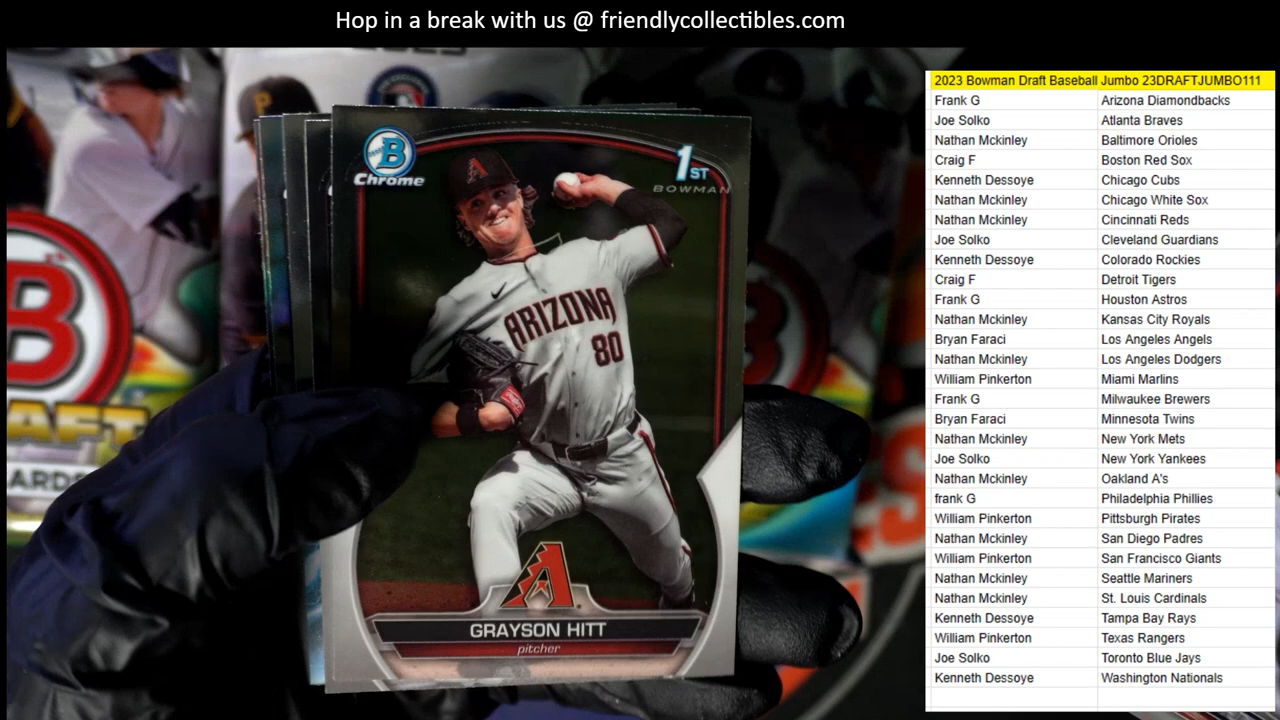 Hop in a break with us @ friendlycollectibles.com
B
Chrome
1ST
BOWMAN
ARIZONA
80
GRAYSON HITT
pitcher
B
AFT
ARDS
P
2023 Bowman Draft Baseball Jumbo 23DRAFTJUMBO111
Frank G Arizona Diamondbacks
Joe Solko Atlanta Braves
Nathan Mckinley Baltimore Orioles
Craig F Boston Red Sox
Kenneth Dessoye Chicago Cubs
Nathan Mckinley Chicago White Sox
Nathan Mckinley Cincinnati Reds
Joe Solko Cleveland Guardians
Kenneth Dessoye Colorado Rockies
Craig F Detroit Tigers
Frank G Houston Astros
Nathan Mckinley Kansas City Royals
Bryan Faraci Los Angeles Angels
Nathan Mckinley Los Angeles Dodgers
William Pinkerton Miami Marlins
Frank G Milwaukee Brewers
Bryan Faraci Minnesota Twins
Nathan Mckinley New York Mets
Joe Solko New York Yankees
Nathan Mckinley Oakland A's
frank G Philadelphia Phillies
William Pinkerton Pittsburgh Pirates
Nathan Mckinley San Diego Padres
William Pinkerton San Francisco Giants
Nathan Mckinley Seattle Mariners
Nathan Mckinley St. Louis Cardinals
Kenneth Dessoye Tampa Bay Rays
William Pinkerton Texas Rangers
Joe Solko Toronto Blue Jays
Kenneth Dessoye Washington Nationals